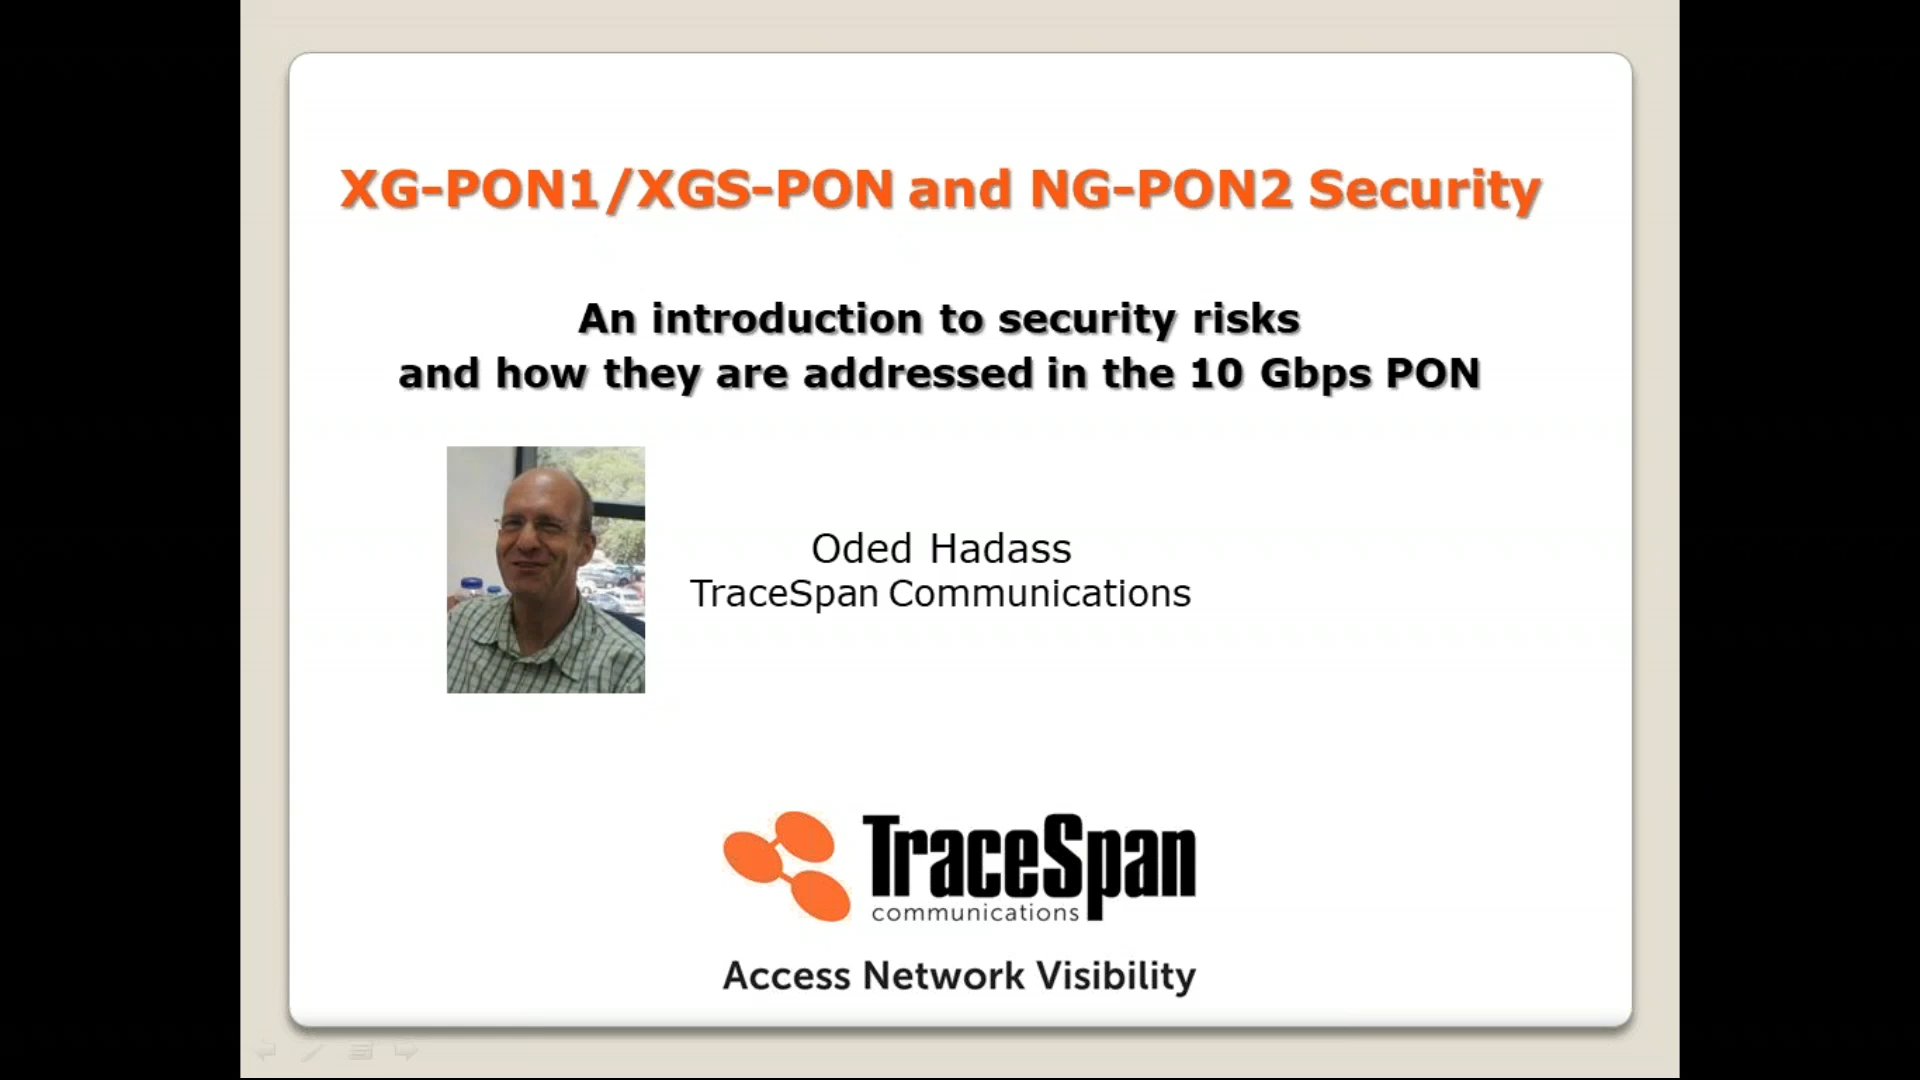 XG-PON1/XGS-PON and NG-PON2 Security
An introduction to security risks
and how they are addressed in the 10 Gbps PON
Oded Hadass
TraceSpan Communications
TraceSpan
communications
Access Network Visibility